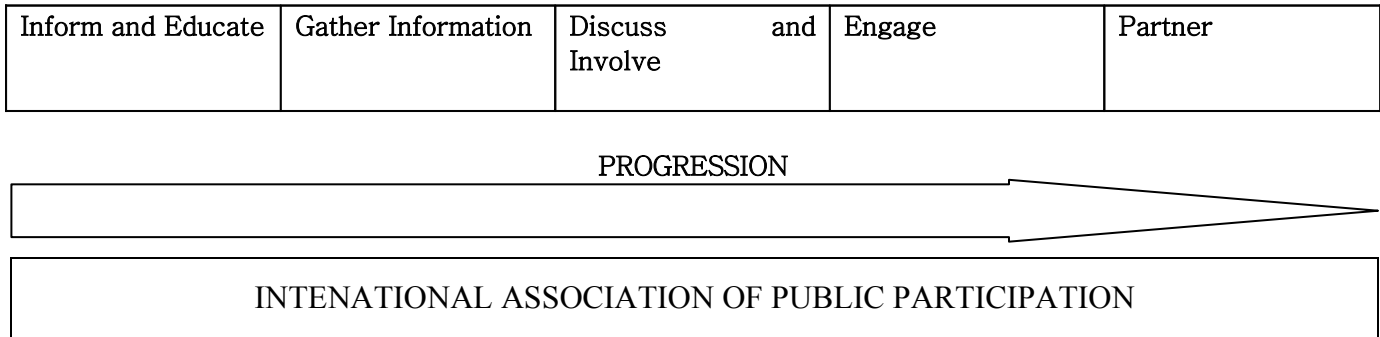 Inform and Educate
Gather Information
Discuss and
Involve
Engage
Partner
PROGRESSION
INTENATIONAL ASSOCIATION OF PUBLIC PARTICIPATION